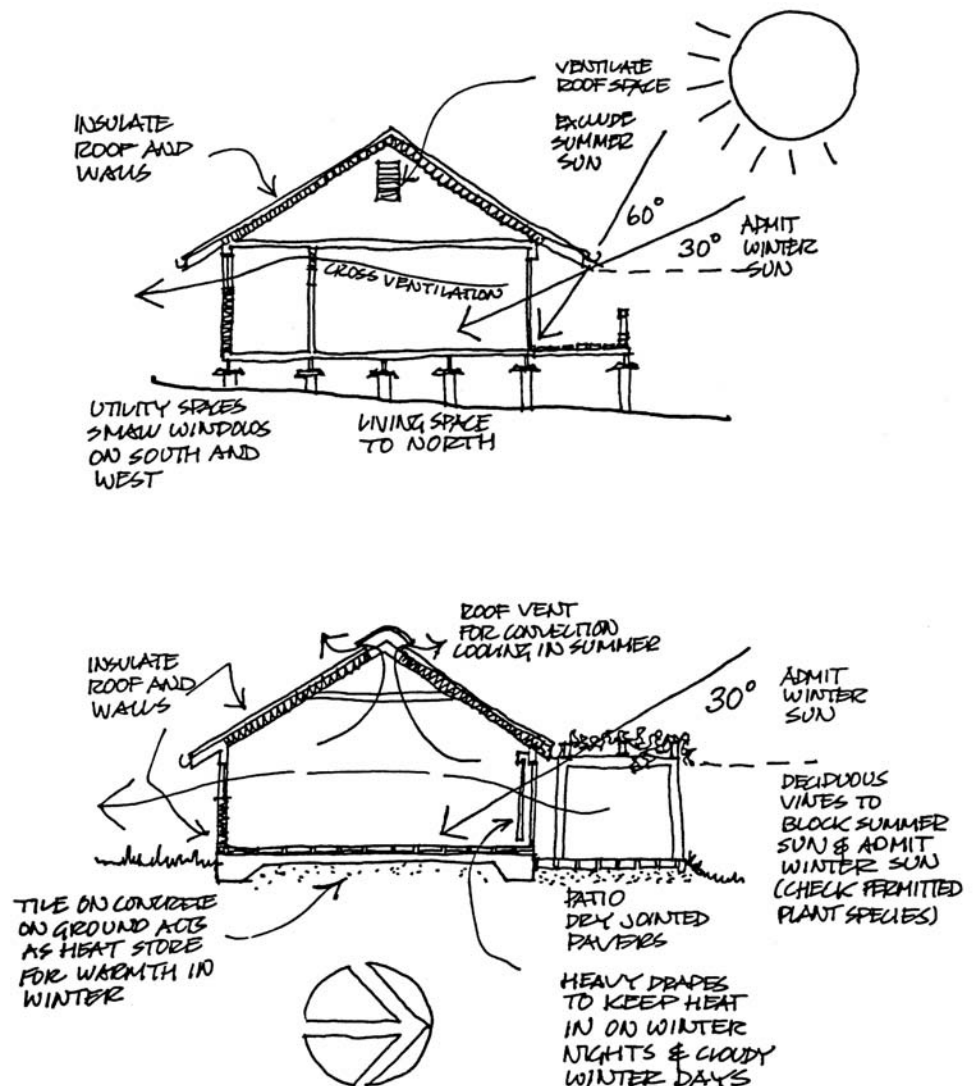 VENTILATE
ROOF SPACE
EXCLUDE
SUMMER
SUN
INSULATE
ROOF AND
WALLS
60°
30°
ADMIT
WINTER
SUN
CROSS VENTILATION
UTILITY SPACES
SMALL WINDOWS
ON SOUTH AND
WEST
LIVING SPACE
TO NORTH
ROOF VENT
FOR CONVECTION
COOLING IN SUMMER
INSULATE
ROOF AND
WALLS
30°
ADMIT
WINTER
SUN
DECIDUOUS
VINES TO
BLOCK SUMMER
SUN & ADMIT
WINTER SUN
(CHECK PERMITTED
PLANT SPECIES)
TILE ON CONCRETE
ON GROUND ACTS
AS HEAT STORE
FOR WARMTH IN
WINTER
PATIO
DRY JOINTED
PAVERS
HEAVY DRAPES
TO KEEP HEAT
IN ON WINTER
NIGHTS & CLOUDY
WINTER DAYS